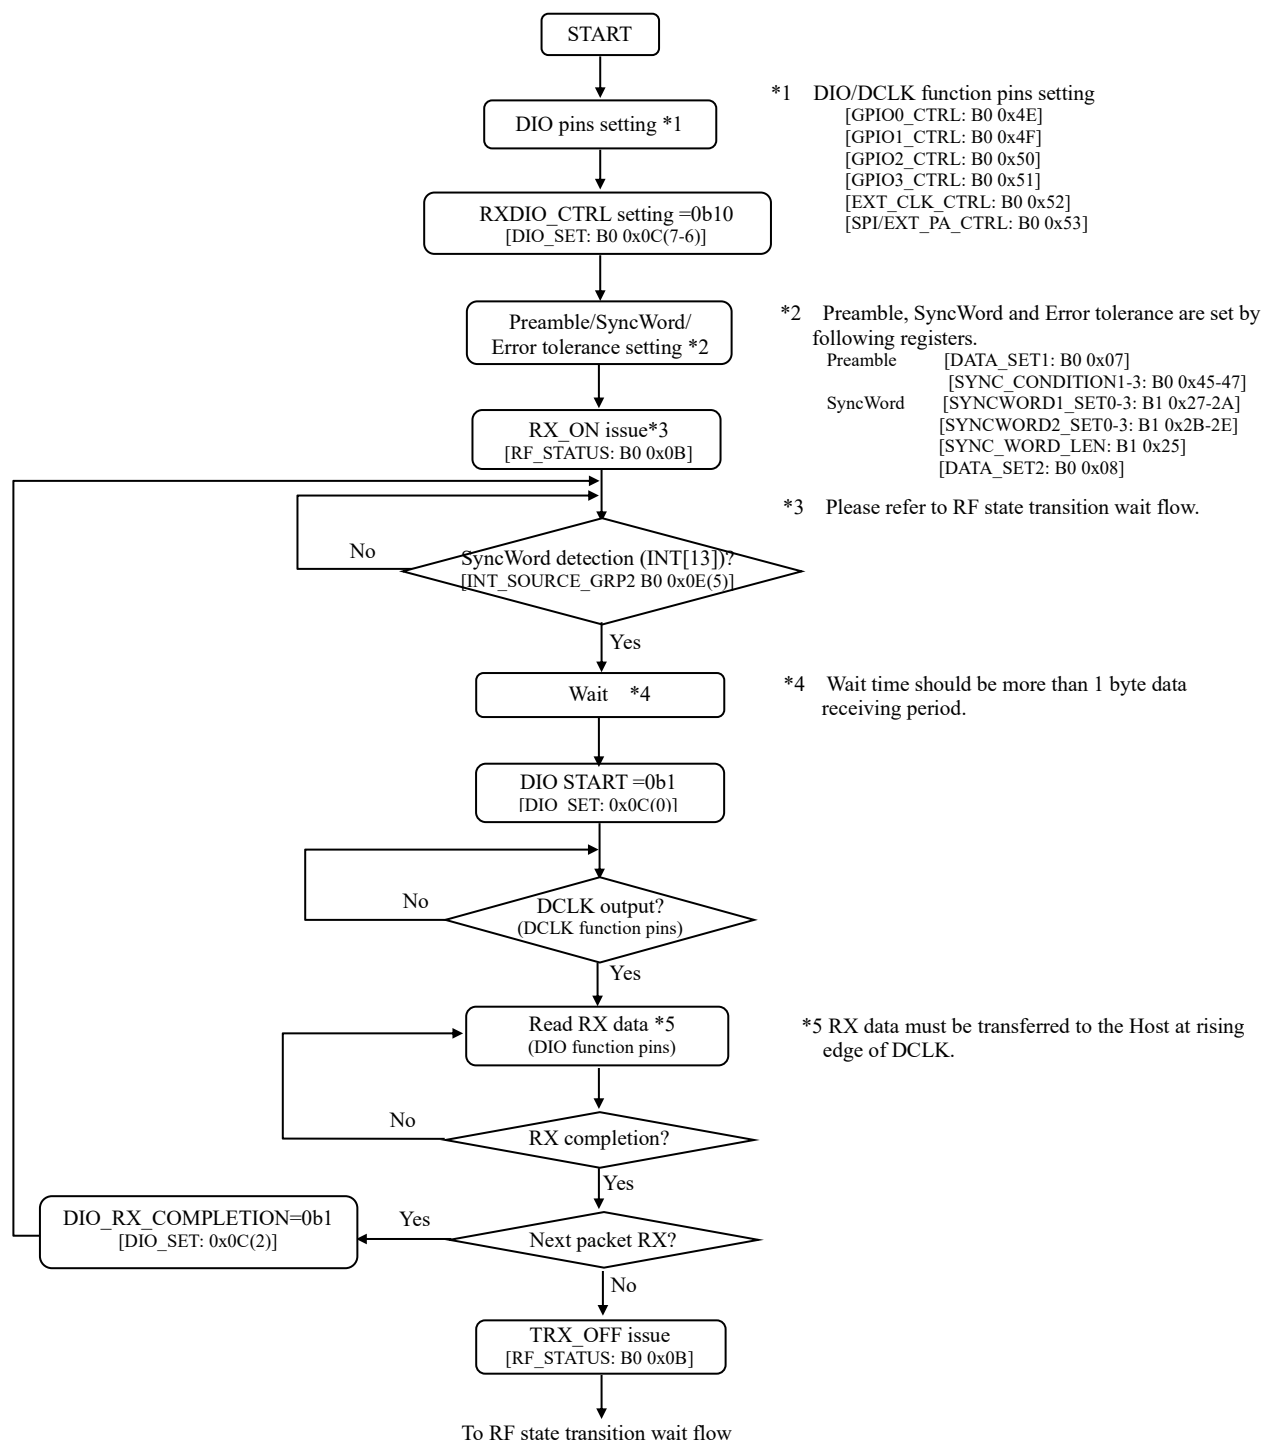 START
DIO pins setting *1
*1 DIO/DCLK function pins setting
[GPIO0_CTRL: B0 0x4E]
[GPIO1_CTRL: B0 0x4F]
[GPIO2_CTRL: B0 0x50]
[GPIO3_CTRL: B0 0x51]
[EXT_CLK_CTRL: B0 0x52]
[SPI/EXT_PA_CTRL: B0 0x53]
RXDIO_CTRL setting =0b10
[DIO_SET: B0 0x0C(7-6)]
Preamble/SyncWord/
Error tolerance setting *2
*2 Preamble, SyncWord and Error tolerance are set by
following registers.
Preamble [DATA_SET1: B0 0x07]
[SYNC_CONDITION1-3: B0 0x45-47]
SyncWord [SYNCWORD1_SET0-3: B1 0x27-2A]
[SYNCWORD2_SET0-3: B1 0x2B-2E]
[SYNC_WORD_LEN: B1 0x25]
[DATA_SET2: B0 0x08]
RX_ON issue*3
[RF_STATUS: B0 0x0B]
*3 Please refer to RF state transition wait flow.
No
SyncWord detection (INT[13])?
[INT_SOURCE_GRP2 B0 0x0E(5)]
Yes
Wait *4
*4 Wait time should be more than 1 byte data
receiving period.
DIO START =0b1
[DIO_SET: 0x0C(0)]
No
DCLK output?
(DCLK function pins)
Yes
Read RX data *5
(DIO function pins)
*5 RX data must be transferred to the Host at rising
edge of DCLK.
No
RX completion?
Yes
DIO_RX_COMPLETION=0b1
[DIO_SET: 0x0C(2)]
Yes
Next packet RX?
No
TRX_OFF issue
[RF_STATUS: B0 0x0B]
To RF state transition wait flow